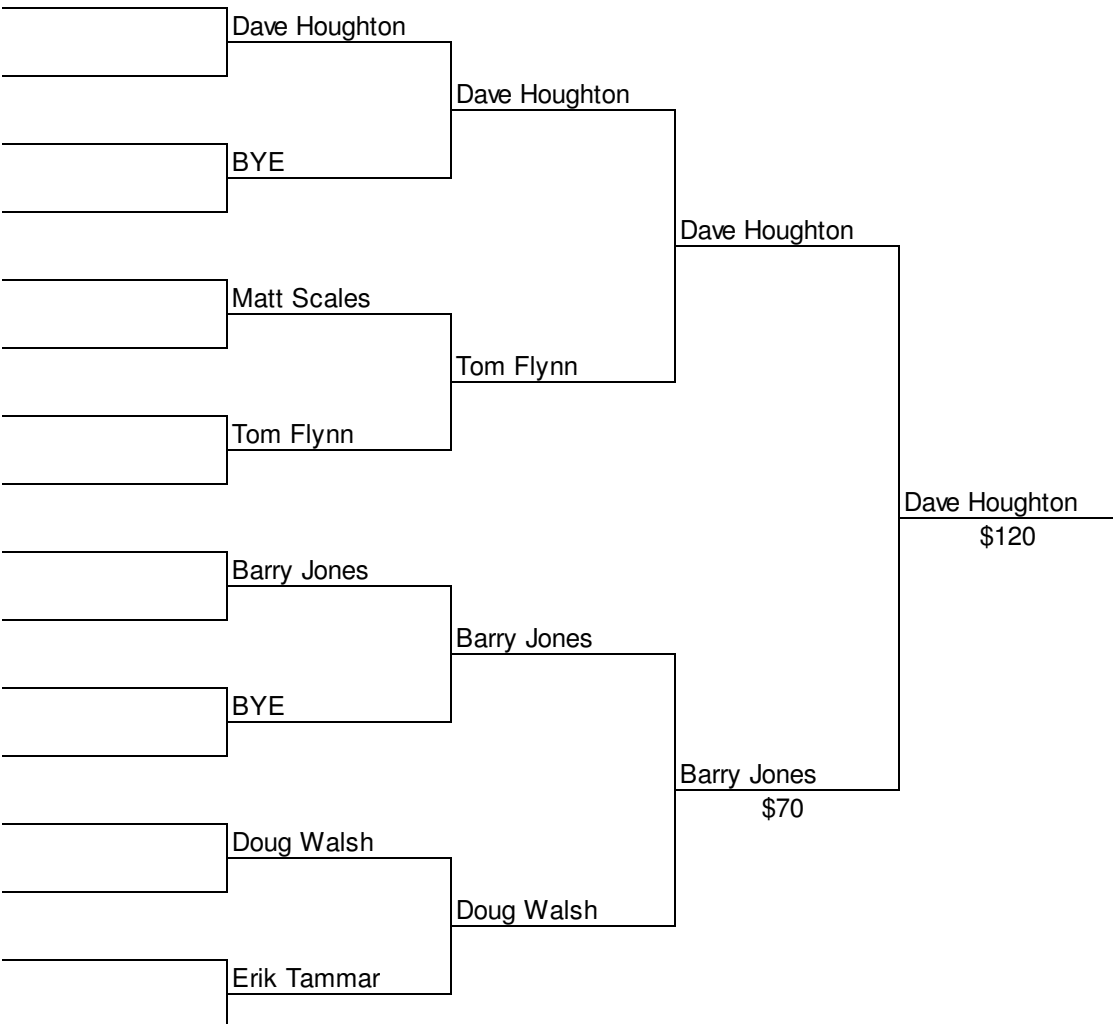 Dave Houghton
Dave Houghton
BYE
Dave Houghton
Matt Scales
Tom Flynn
Tom Flynn
Dave Houghton
$120
Barry Jones
Barry Jones
BYE
Barry Jones
$70
Doug Walsh
Doug Walsh
Erik Tammar